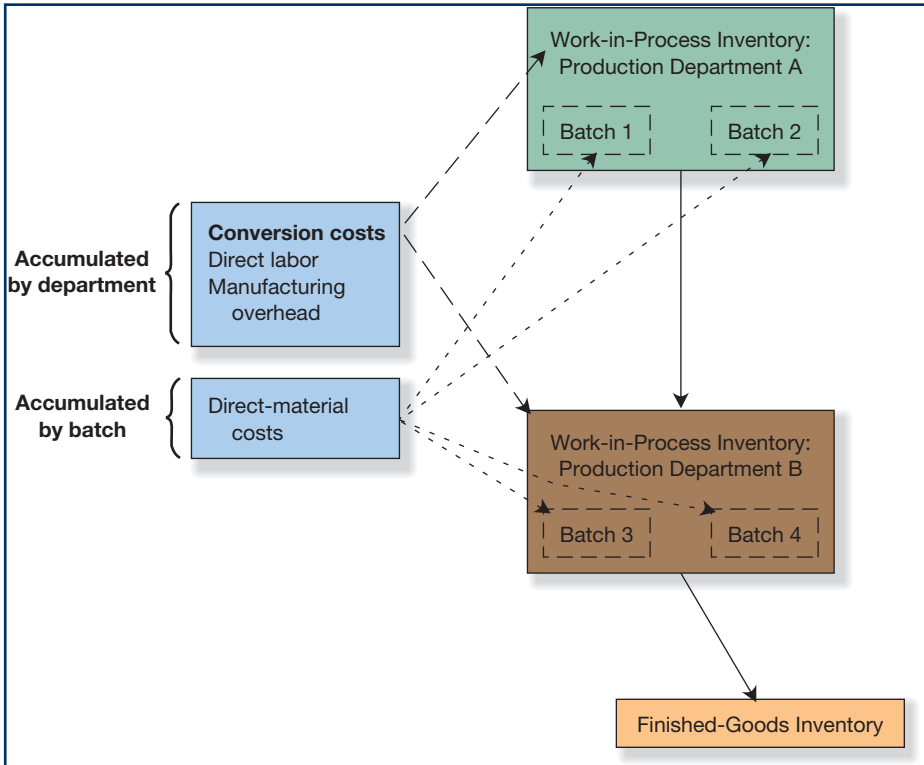 Work-in-Process Inventory:
Production Department A
Batch 1
Batch 2
Accumulated
by department
Conversion costs
Direct labor
Manufacturing
overhead
Accumulated
by batch
Direct-material
costs
Work-in-Process Inventory:
Production Department B
Batch 3
Batch 4
Finished-Goods Inventory